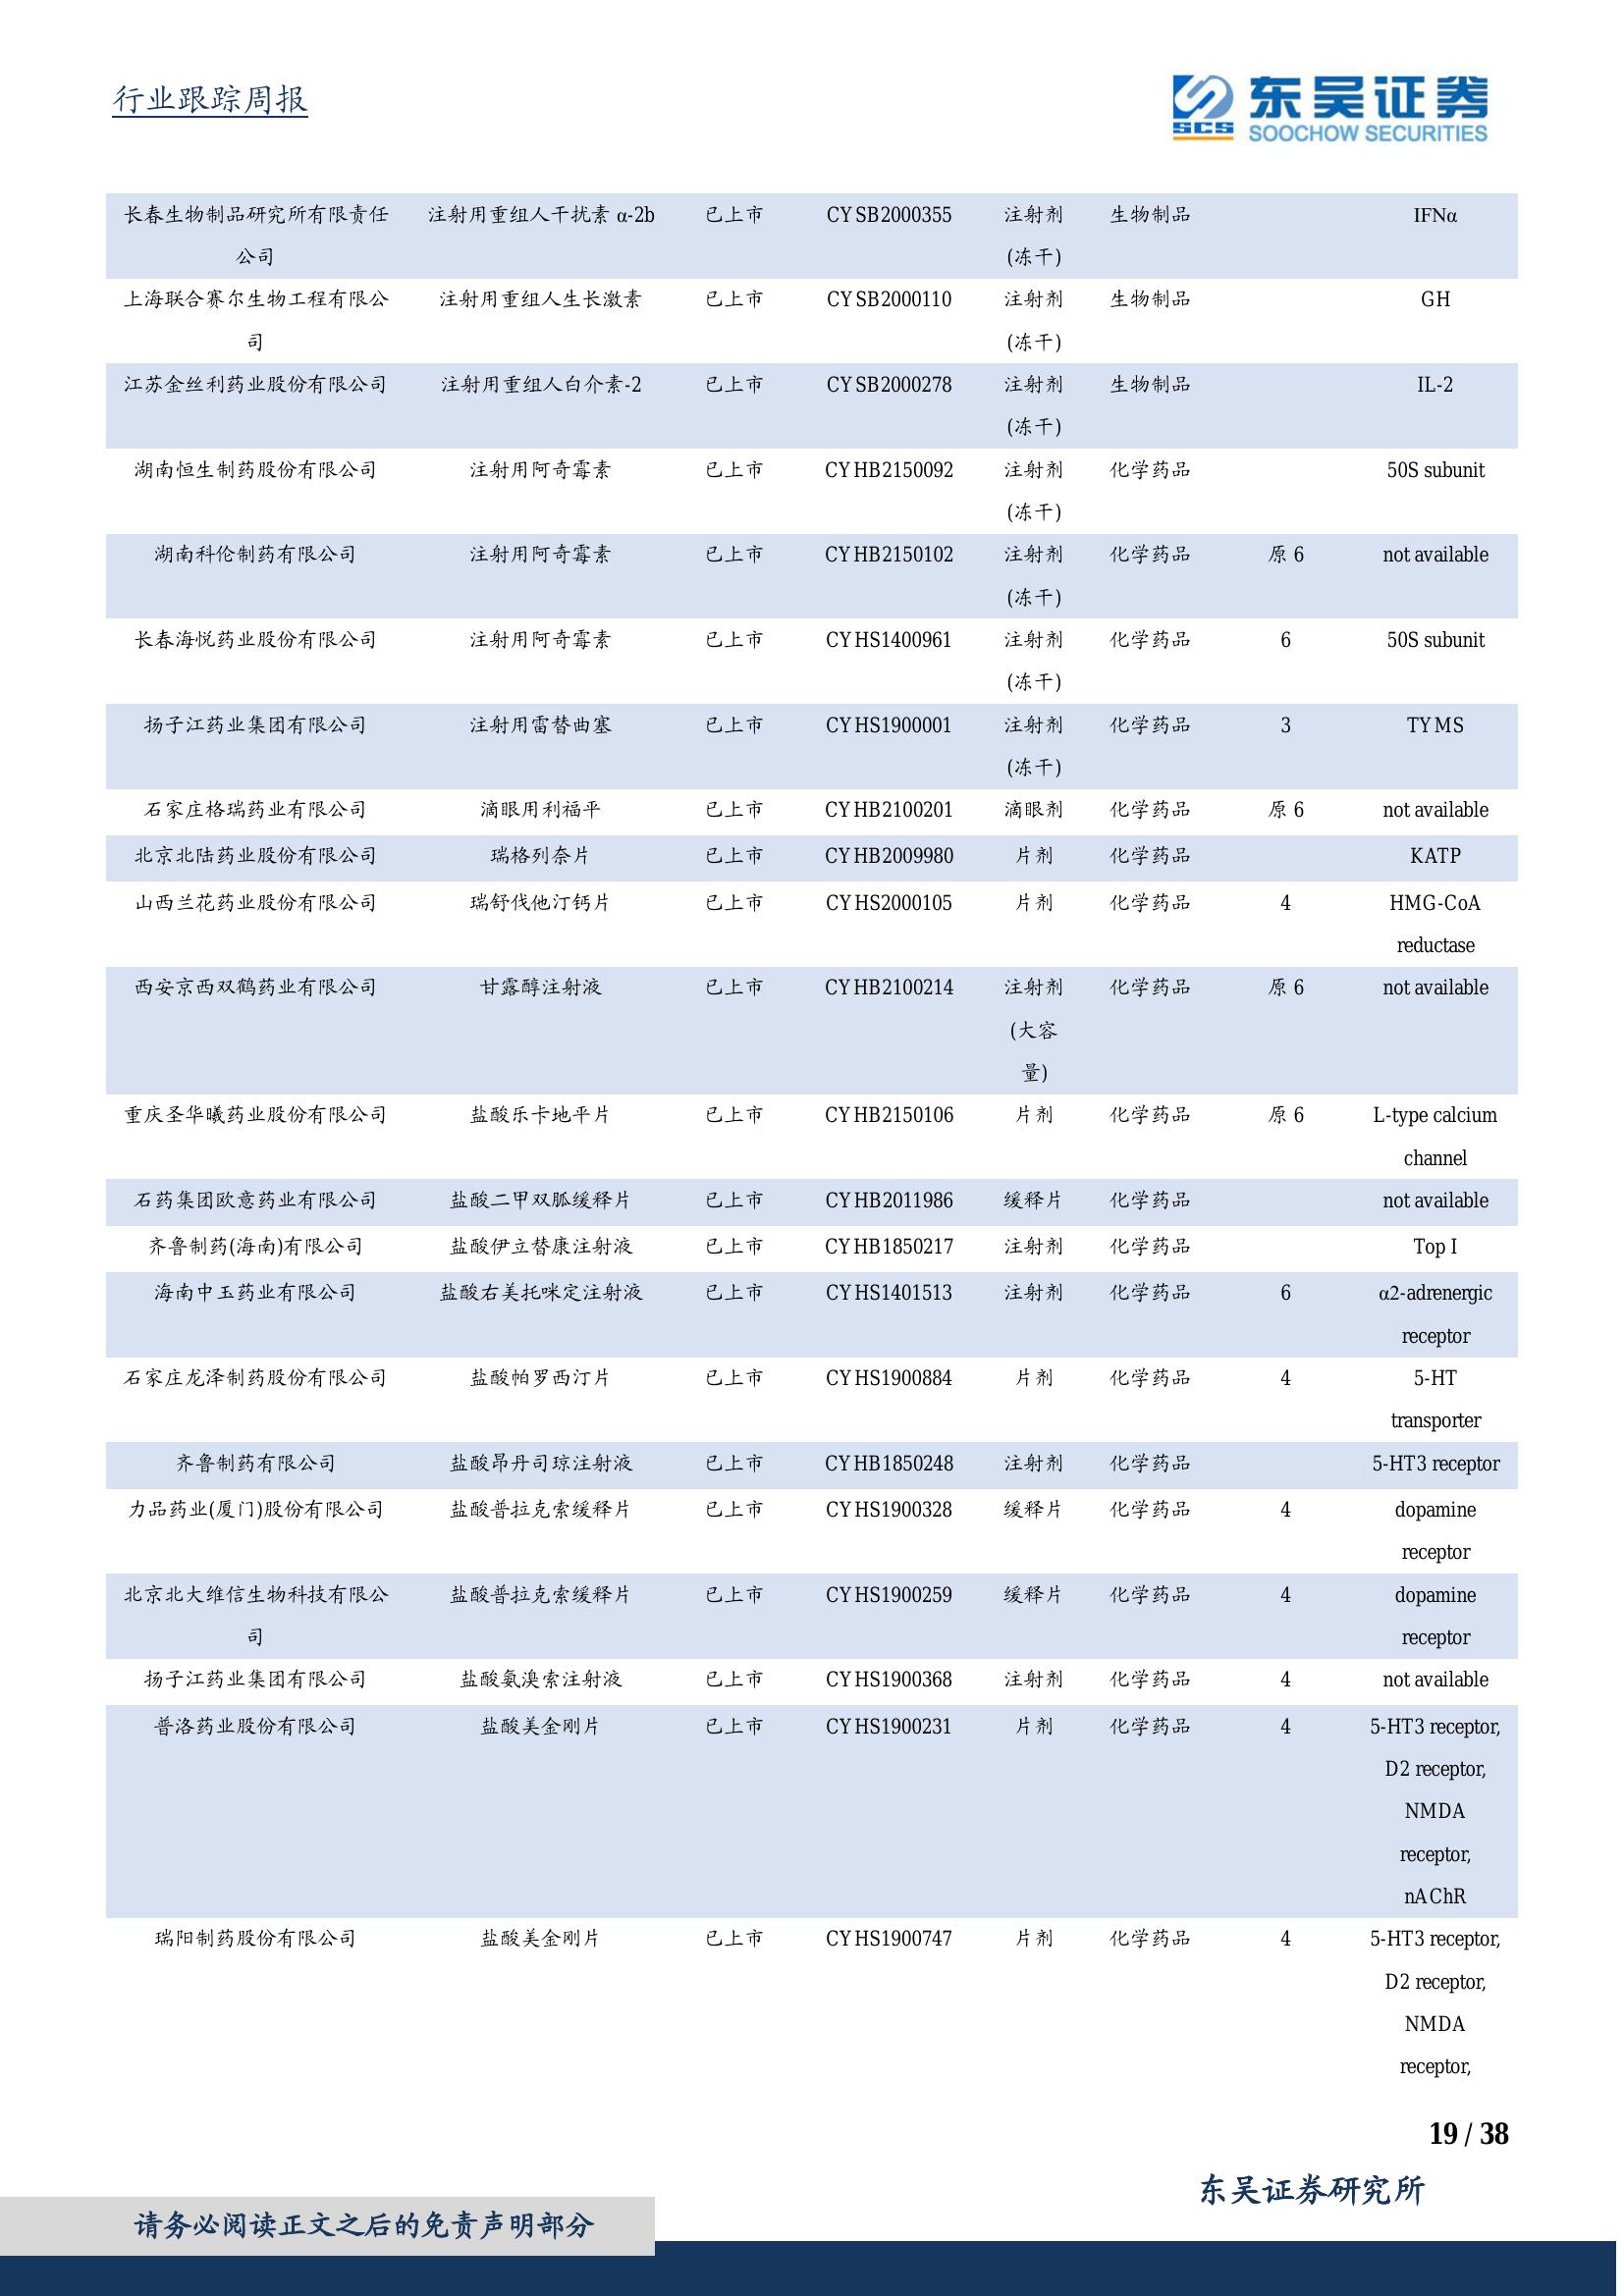 行业跟踪周报
东吴证券
SCS
SOOCHOW SECURITIES
长春生物制品研究所有限责任 注射用重组人干扰素 α-2b 已上市 CYSB2000355 注射剂 生物制品 IFNα
公司 (冻干)
上海联合赛尔生物工程有限公 注射用重组人生长激素 已上市 CYSB2000110 注射剂 生物制品 GH
司 (冻干)
江苏金丝利药业股份有限公司 注射用重组人白介素-2 已上市 CYSB2000278 注射剂 生物制品 IL-2
(冻干)
湖南恒生制药股份有限公司 注射用阿奇霉素 已上市 CYHB2150092 注射剂 化学药品 50S subunit
(冻干)
湖南科伦制药有限公司 注射用阿奇霉素 已上市 CYHB2150102 注射剂 化学药品 原 6 not available
(冻干)
长春海悦药业股份有限公司 注射用阿奇霉素 已上市 CYHS1400961 注射剂 化学药品 6 50S subunit
(冻干)
扬子江药业集团有限公司 注射用雷替曲塞 已上市 CYHS1900001 注射剂 化学药品 3 TYMS
(冻干)
石家庄格瑞药业有限公司 滴眼用利福平 已上市 CYHB2100201 滴眼剂 化学药品 原 6 not available
北京北陆药业股份有限公司 瑞格列奈片 已上市 CYHB2009980 片剂 化学药品 KATP
山西兰花药业股份有限公司 瑞舒伐他汀钙片 已上市 CYHS2000105 片剂 化学药品 4 HMG-CoA
reductase
西安京西双鹤药业有限公司 甘露醇注射液 已上市 CYHB2100214 注射剂 化学药品 原 6 not available
(大容
量)
重庆圣华曦药业股份有限公司 盐酸乐卡地平片 已上市 CYHB2150106 片剂 化学药品 原 6 L-type calcium
channel
石药集团欧意药业有限公司 盐酸二甲双胍缓释片 已上市 CYHB2011986 缓释片 化学药品 not available
齐鲁制药(海南)有限公司 盐酸伊立替康注射液 已上市 CYHB1850217 注射剂 化学药品 Top I
海南中玉药业有限公司 盐酸右美托咪定注射液 已上市 CYHS1401513 注射剂 化学药品 6 α2-adrenergic
receptor
石家庄龙泽制药股份有限公司 盐酸帕罗西汀片 已上市 CYHS1900884 片剂 化学药品 4 5-HT
transporter
齐鲁制药有限公司 盐酸昂丹司琼注射液 已上市 CYHB1850248 注射剂 化学药品 5-HT3 receptor
力品药业(厦门)股份有限公司 盐酸普拉克索缓释片 已上市 CYHS1900328 缓释片 化学药品 4 dopamine
receptor
北京北大维信生物科技有限公 盐酸普拉克索缓释片 已上市 CYHS1900259 缓释片 化学药品 4 dopamine
司 receptor
扬子江药业集团有限公司 盐酸氨溴索注射液 已上市 CYHS1900368 注射剂 化学药品 4 not available
普洛药业股份有限公司 盐酸美金刚片 已上市 CYHS1900231 片剂 化学药品 4 5-HT3 receptor,
D2 receptor,
NMDA
receptor,
nAChR
瑞阳制药股份有限公司 盐酸美金刚片 已上市 CYHS1900747 片剂 化学药品 4 5-HT3 receptor,
D2 receptor,
NMDA
receptor,
19 / 38
东吴证券研究所
请务必阅读正文之后的免责声明部分